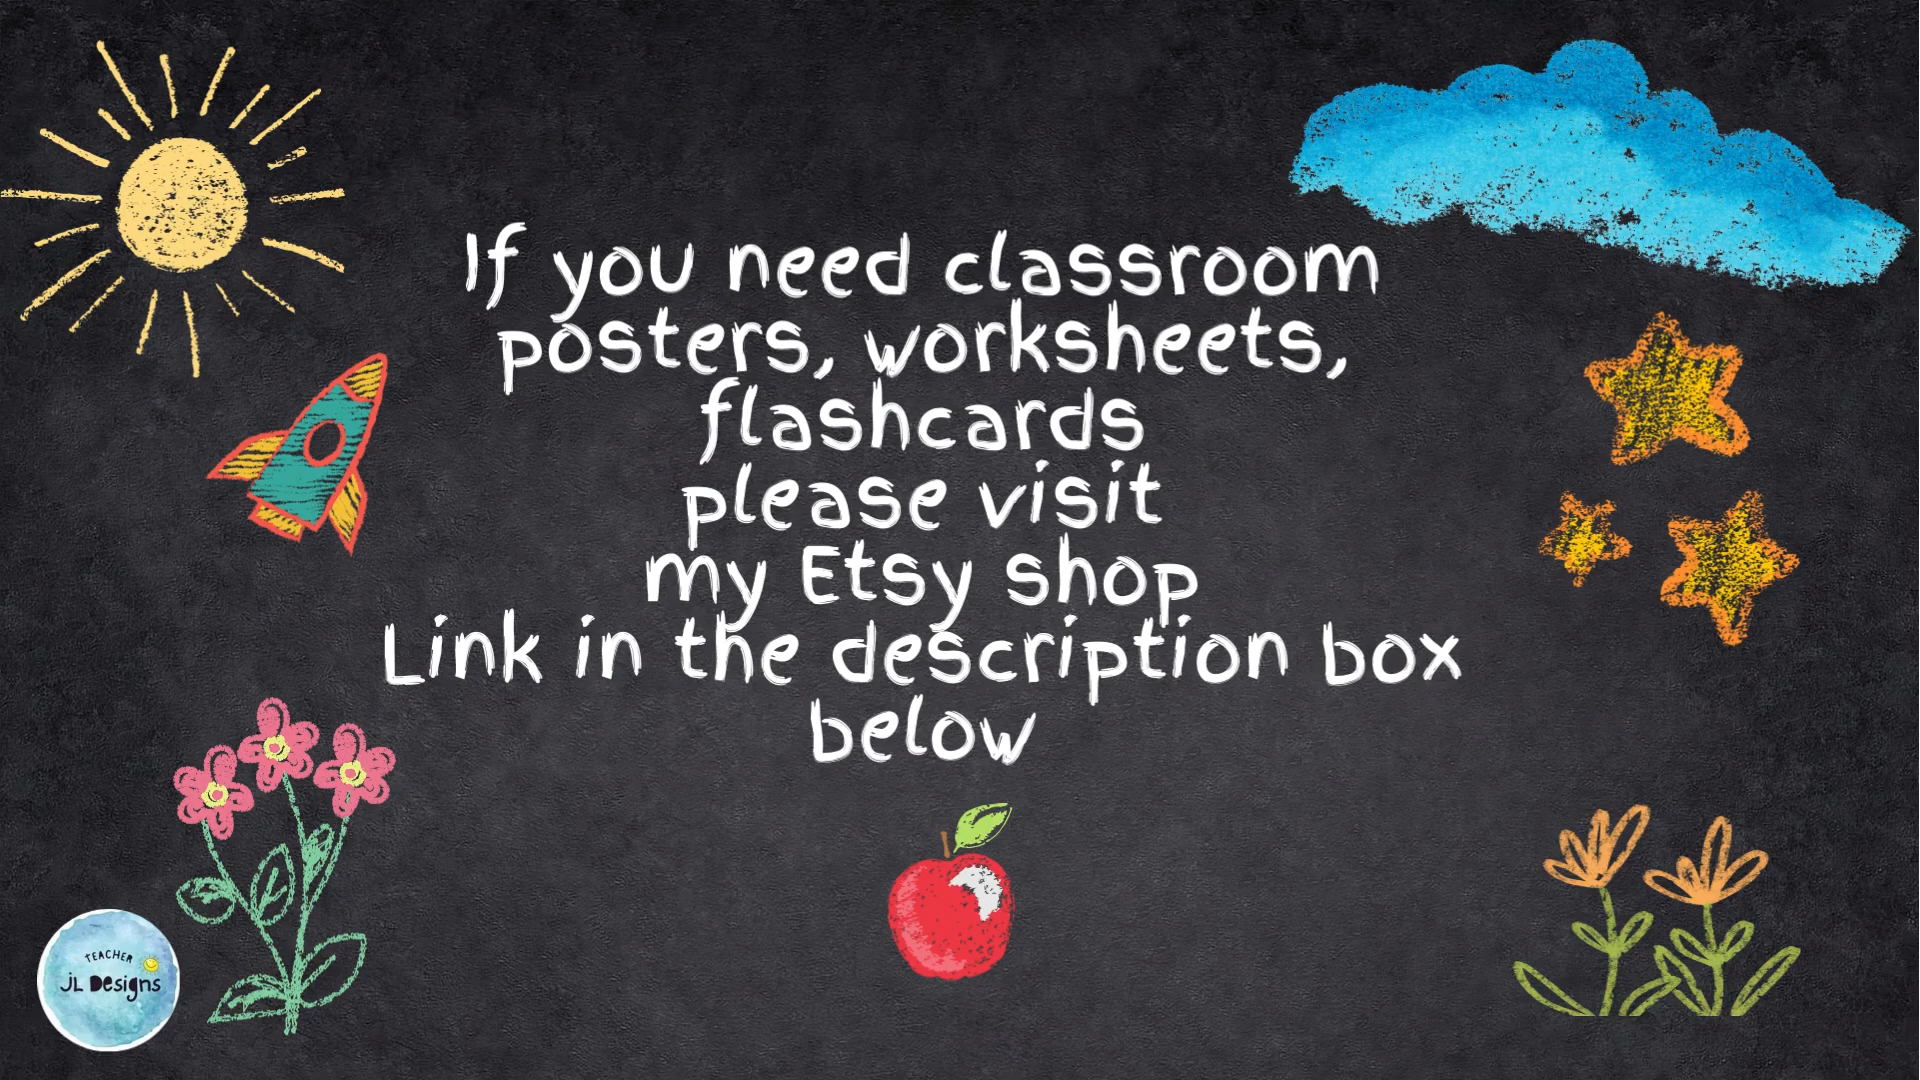 If you need classroom
posters, worksheets,
flashcards
please visit
my Etsy shop
Link in the description box
below
TEACHER
JL Designs